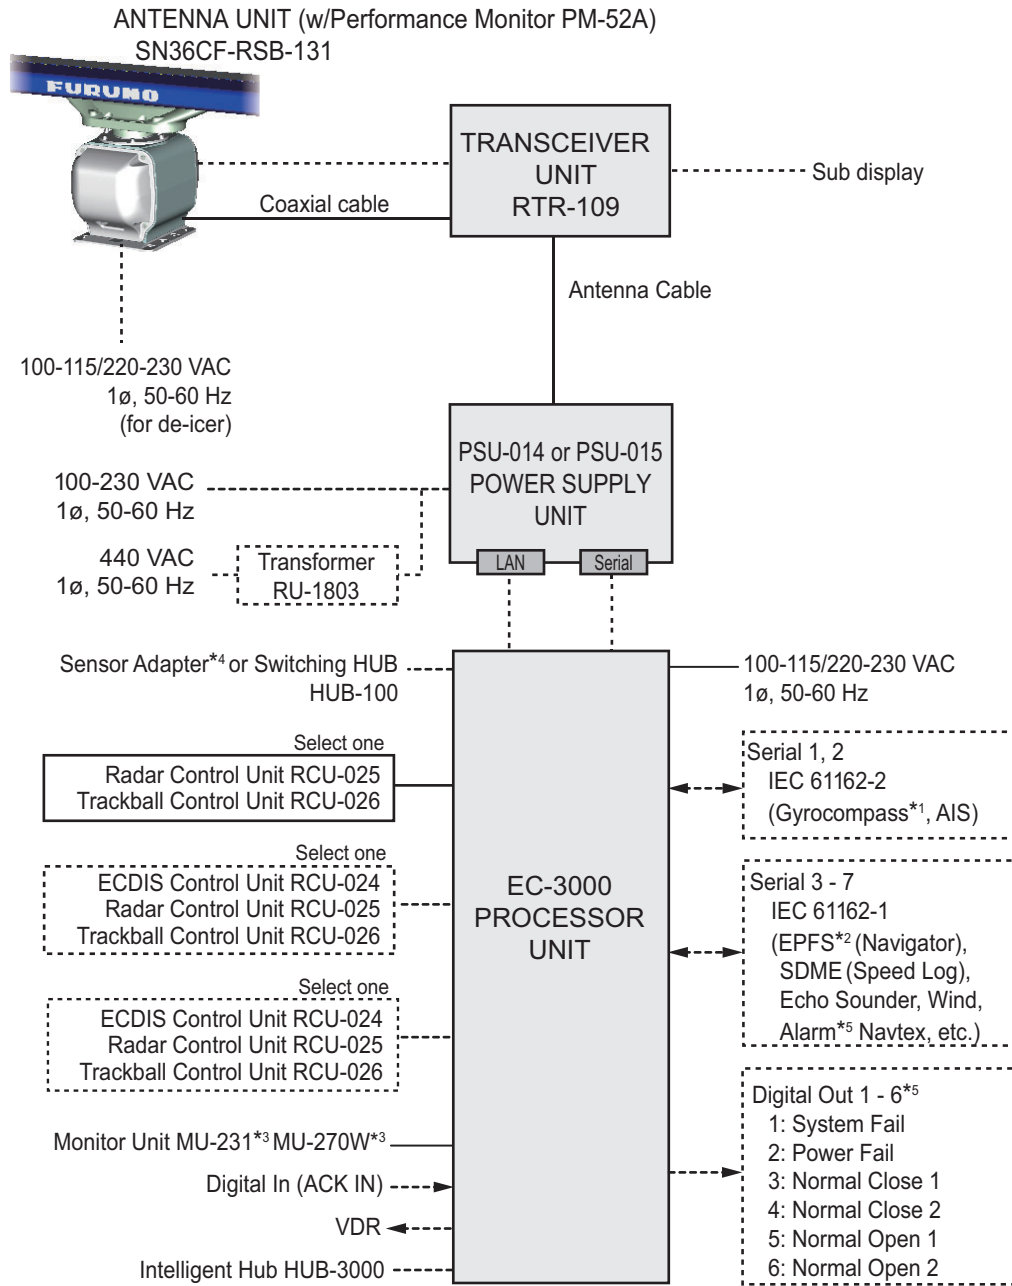 ANTENNA UNIT (w/Performance Monitor PM-52A)
SN36CF-RSB-131
FURUNO
TRANSCEIVER
UNIT
RTR-109
Sub display
Coaxial cable
Antenna Cable
100-115/220-230 VAC
1ø, 50-60 Hz
(for de-icer)
PSU-014 or PSU-015
POWER SUPPLY
UNIT
100-230 VAC
1ø, 50-60 Hz
440 VAC
1ø, 50-60 Hz
Transformer
RU-1803
LAN
Serial
Sensor Adapter*4 or Switching HUB
HUB-100
100-115/220-230 VAC
1ø, 50-60 Hz
Select one
Radar Control Unit RCU-025
Trackball Control Unit RCU-026
Serial 1, 2
IEC 61162-2
(Gyrocompass*1, AIS)
Select one
ECDIS Control Unit RCU-024
Radar Control Unit RCU-025
Trackball Control Unit RCU-026
EC-3000
PROCESSOR
UNIT
Serial 3 - 7
IEC 61162-1
(EPFS*2 (Navigator),
SDME (Speed Log),
Echo Sounder, Wind,
Alarm*5 Navtex, etc.)
Select one
ECDIS Control Unit RCU-024
Radar Control Unit RCU-025
Trackball Control Unit RCU-026
Monitor Unit MU-231*3 MU-270W*3
Digital In (ACK IN)
VDR
Intelligent Hub HUB-3000
Digital Out 1 - 6*5
1: System Fail
2: Power Fail
3: Normal Close 1
4: Normal Close 2
5: Normal Open 1
6: Normal Open 2